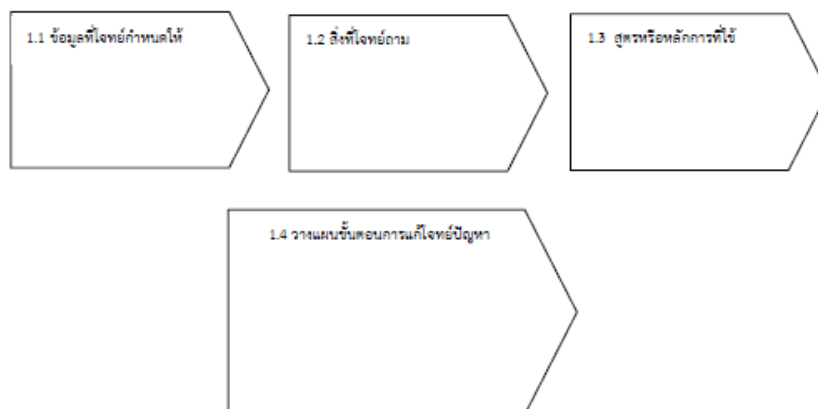 1.1 ข้อมูลที่โจทย์กำหนดให้
1.2 สิ่งที่โจทย์ถาม
1.3 สูตรหรือหลักการที่ใช้
1.4 วางแผนขั้นตอนการแก้โจทย์ปัญหา